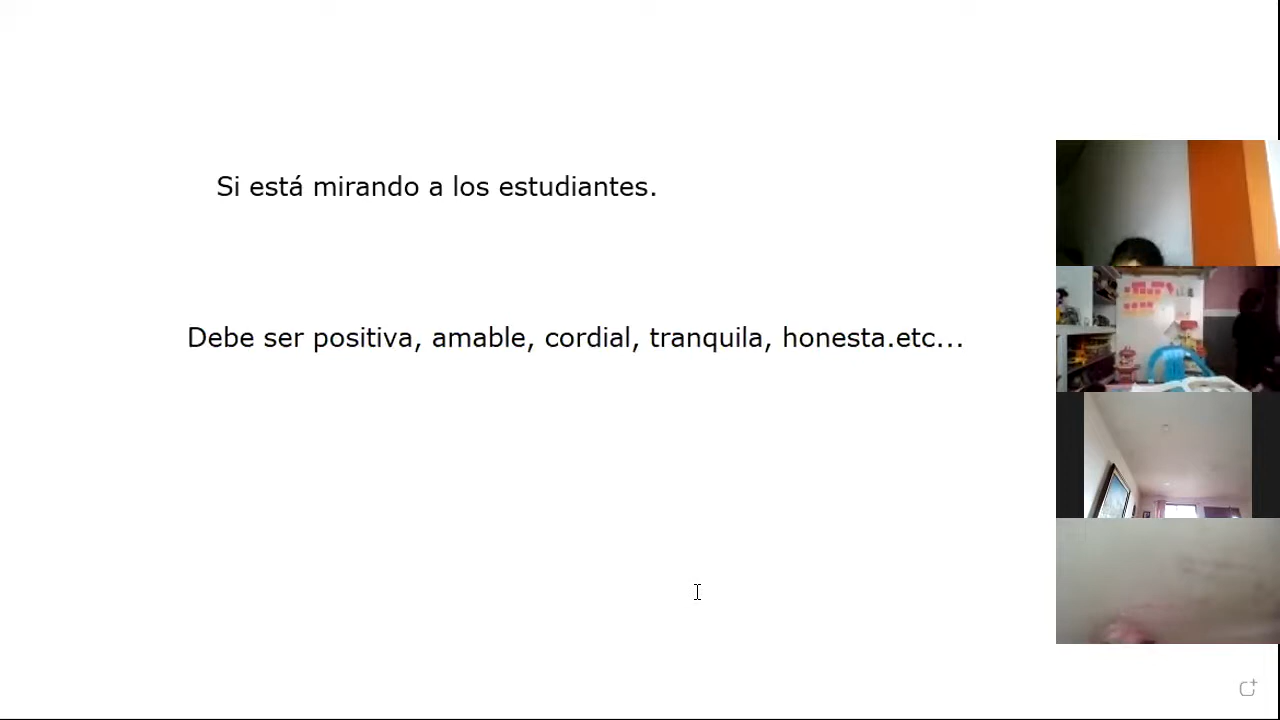 Si está mirando a los estudiantes.
Debe ser positiva, amable, cordial, tranquila, honesta.etc...